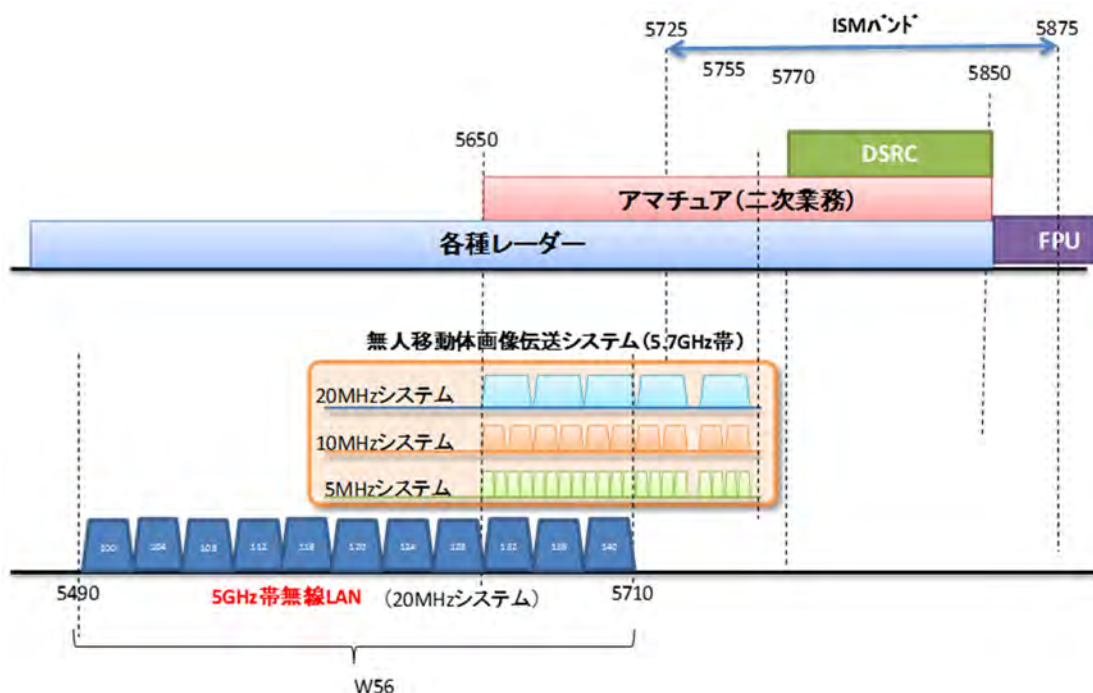 ISMバンド
5725
5875
5755
5770
5850
5650
DSRC
アマチュア(二次業務)
各種レーダー
FPU
無人移動体画像伝送システム(5.7GHz帯)
20MHzシステム
10MHzシステム
5MHzシステム
100 104 108 112 116 120 124 128 132 136 140
5490
5GHz帯無線LAN (20MHzシステム)
5710
W56